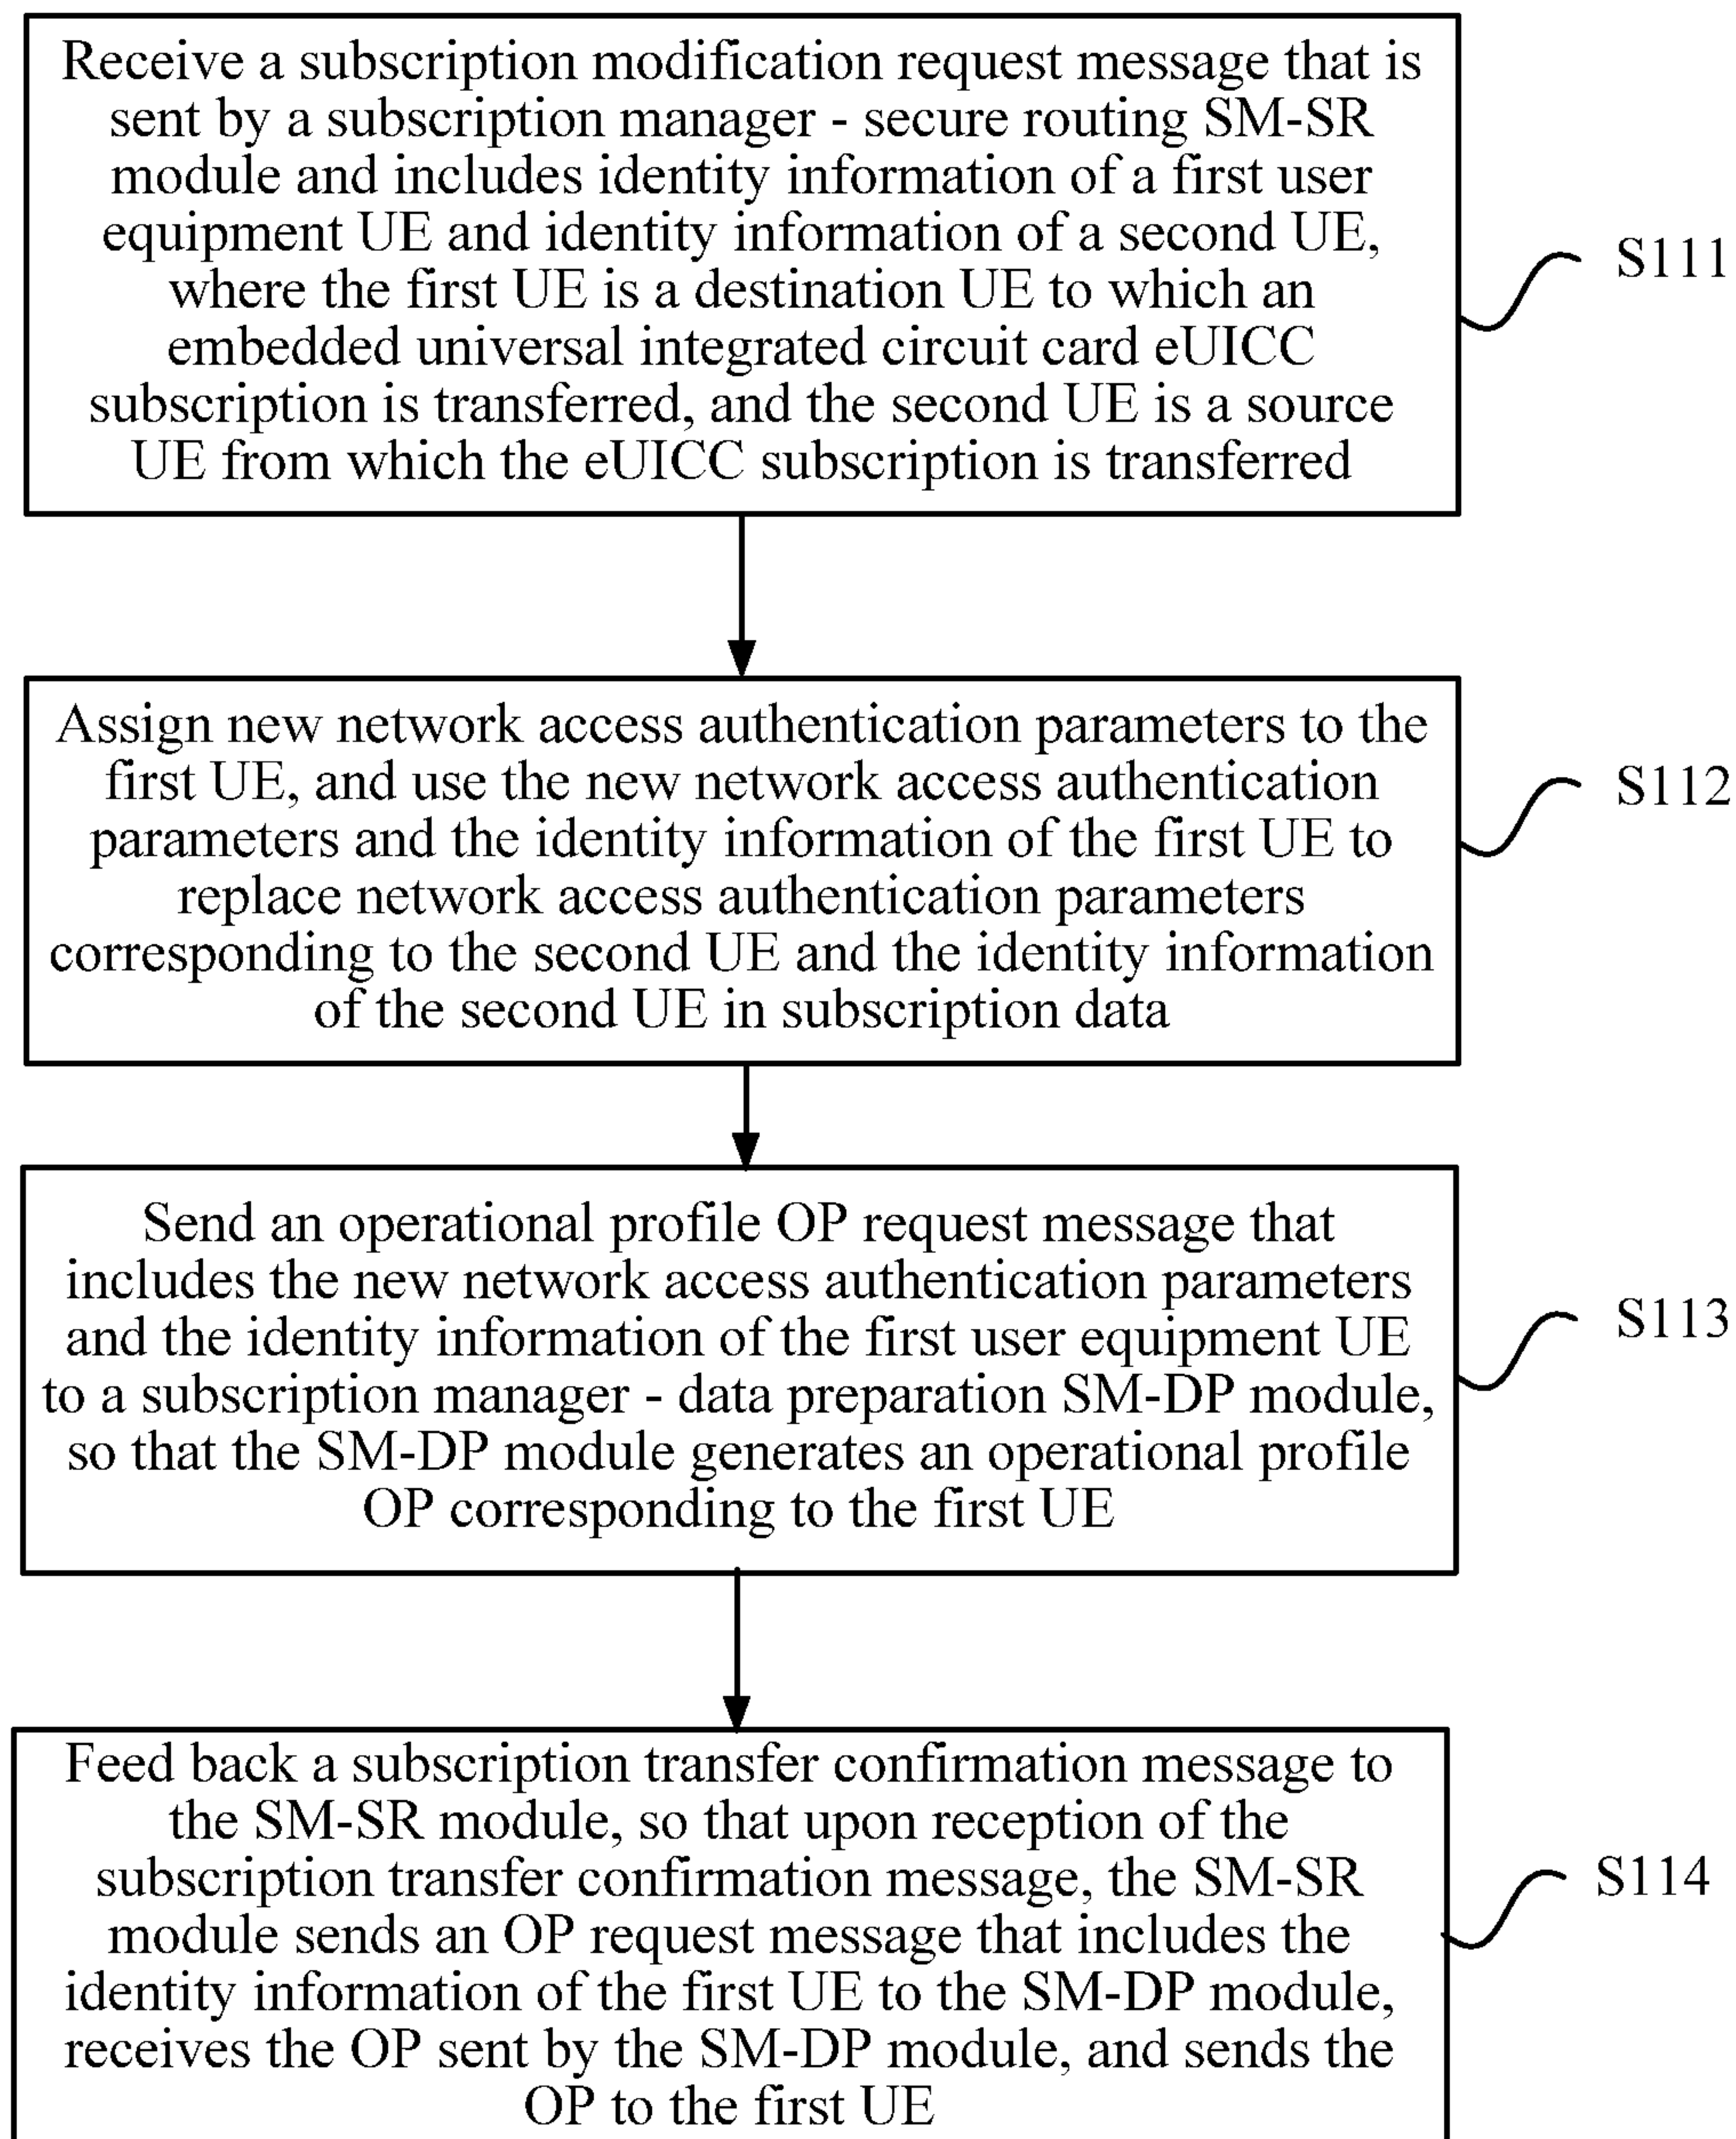 Receive a subscription modification request message that is
sent by a subscription manager - secure routing SM-SR
module and includes identity information of a first user
equipment UE and identity information of a second UE,
where the first UE is a destination UE to which an
embedded universal integrated circuit card eUICC
subscription is transferred, and the second UE is a source
UE from which the eUICC subscription is transferred
S111
Assign new network access authentication parameters to the
first UE, and use the new network access authentication
parameters and the identity information of the first UE to
replace network access authentication parameters
corresponding to the second UE and the identity information
of the second UE in subscription data
S112
Send an operational profile OP request message that
includes the new network access authentication parameters
and the identity information of the first user equipment UE
to a subscription manager - data preparation SM-DP module,
so that the SM-DP module generates an operational profile
OP corresponding to the first UE
S113
Feed back a subscription transfer confirmation message to
the SM-SR module, so that upon reception of the
subscription transfer confirmation message, the SM-SR
module sends an OP request message that includes the
identity information of the first UE to the SM-DP module,
receives the OP sent by the SM-DP module, and sends the
OP to the first UE
S114